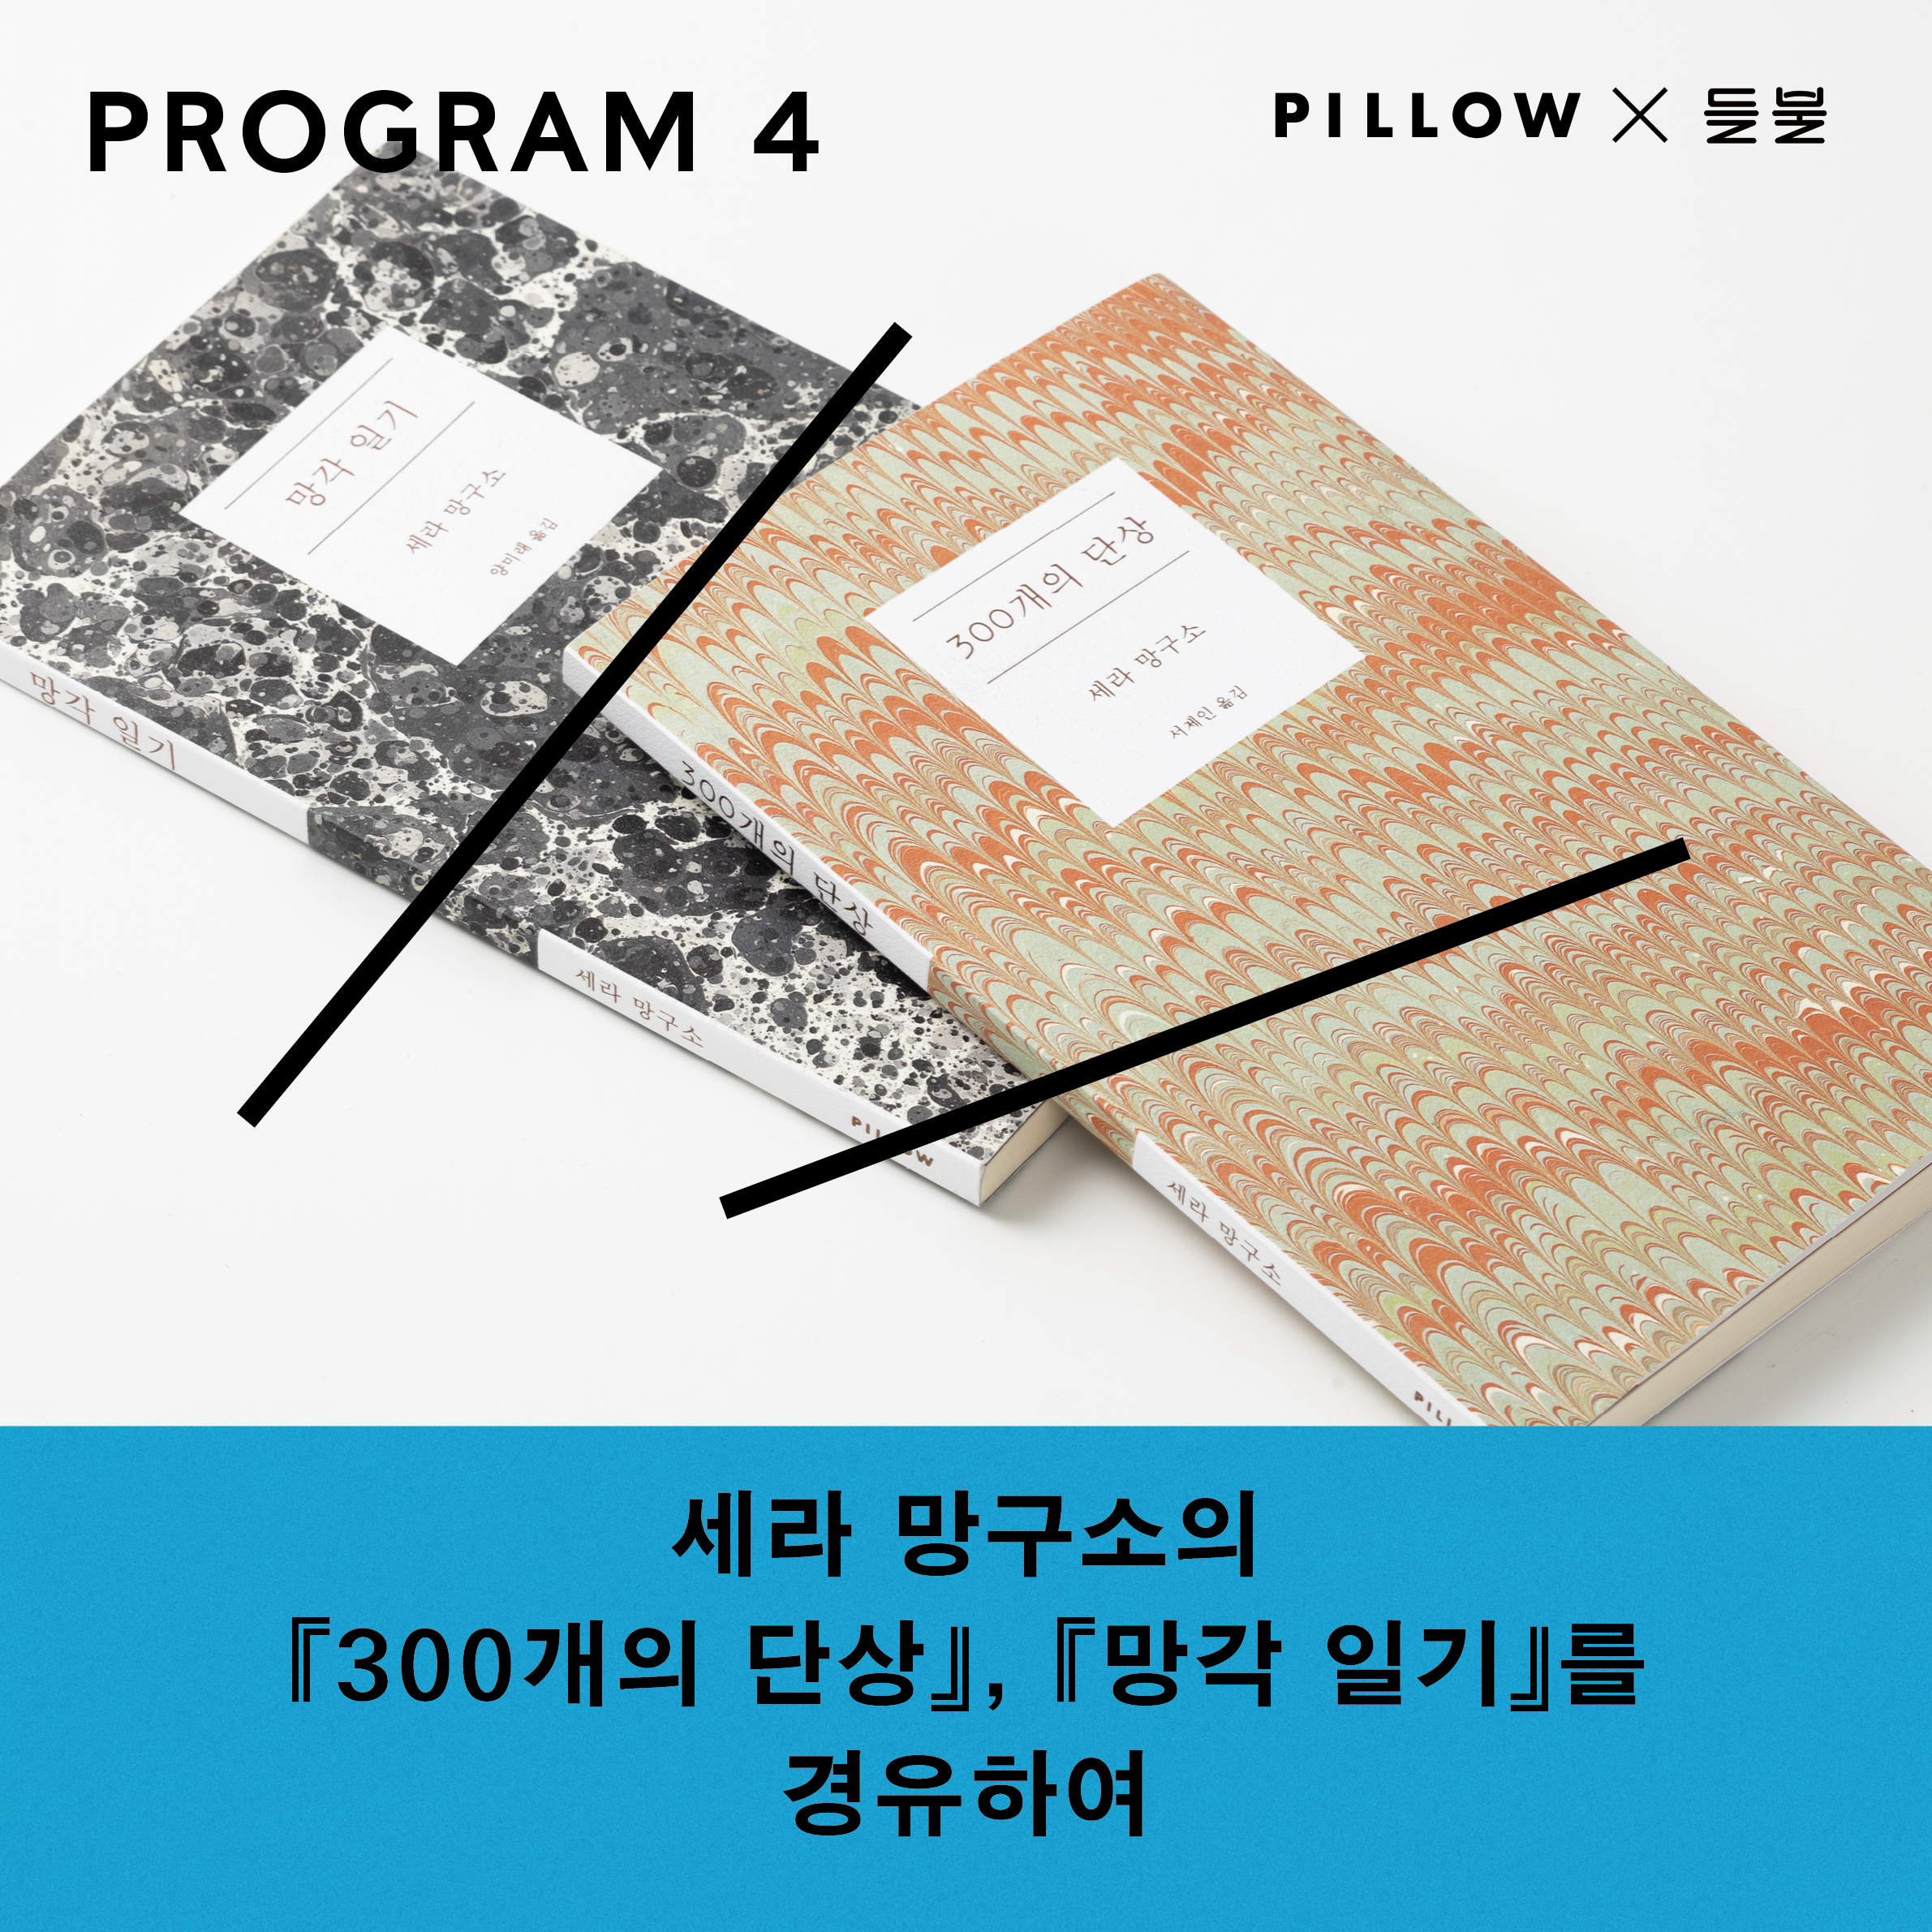 PROGRAM 4
PILLOW × 들불
망각 일기
세라 망구소
양미래 옮김
300개의 단상
세라 망구소
서제인 옮김
망각 일기
세라 망구소
300개의 단상
세라 망구소
세라 망구소의
『300개의 단상』, 『망각 일기』를
경유하여